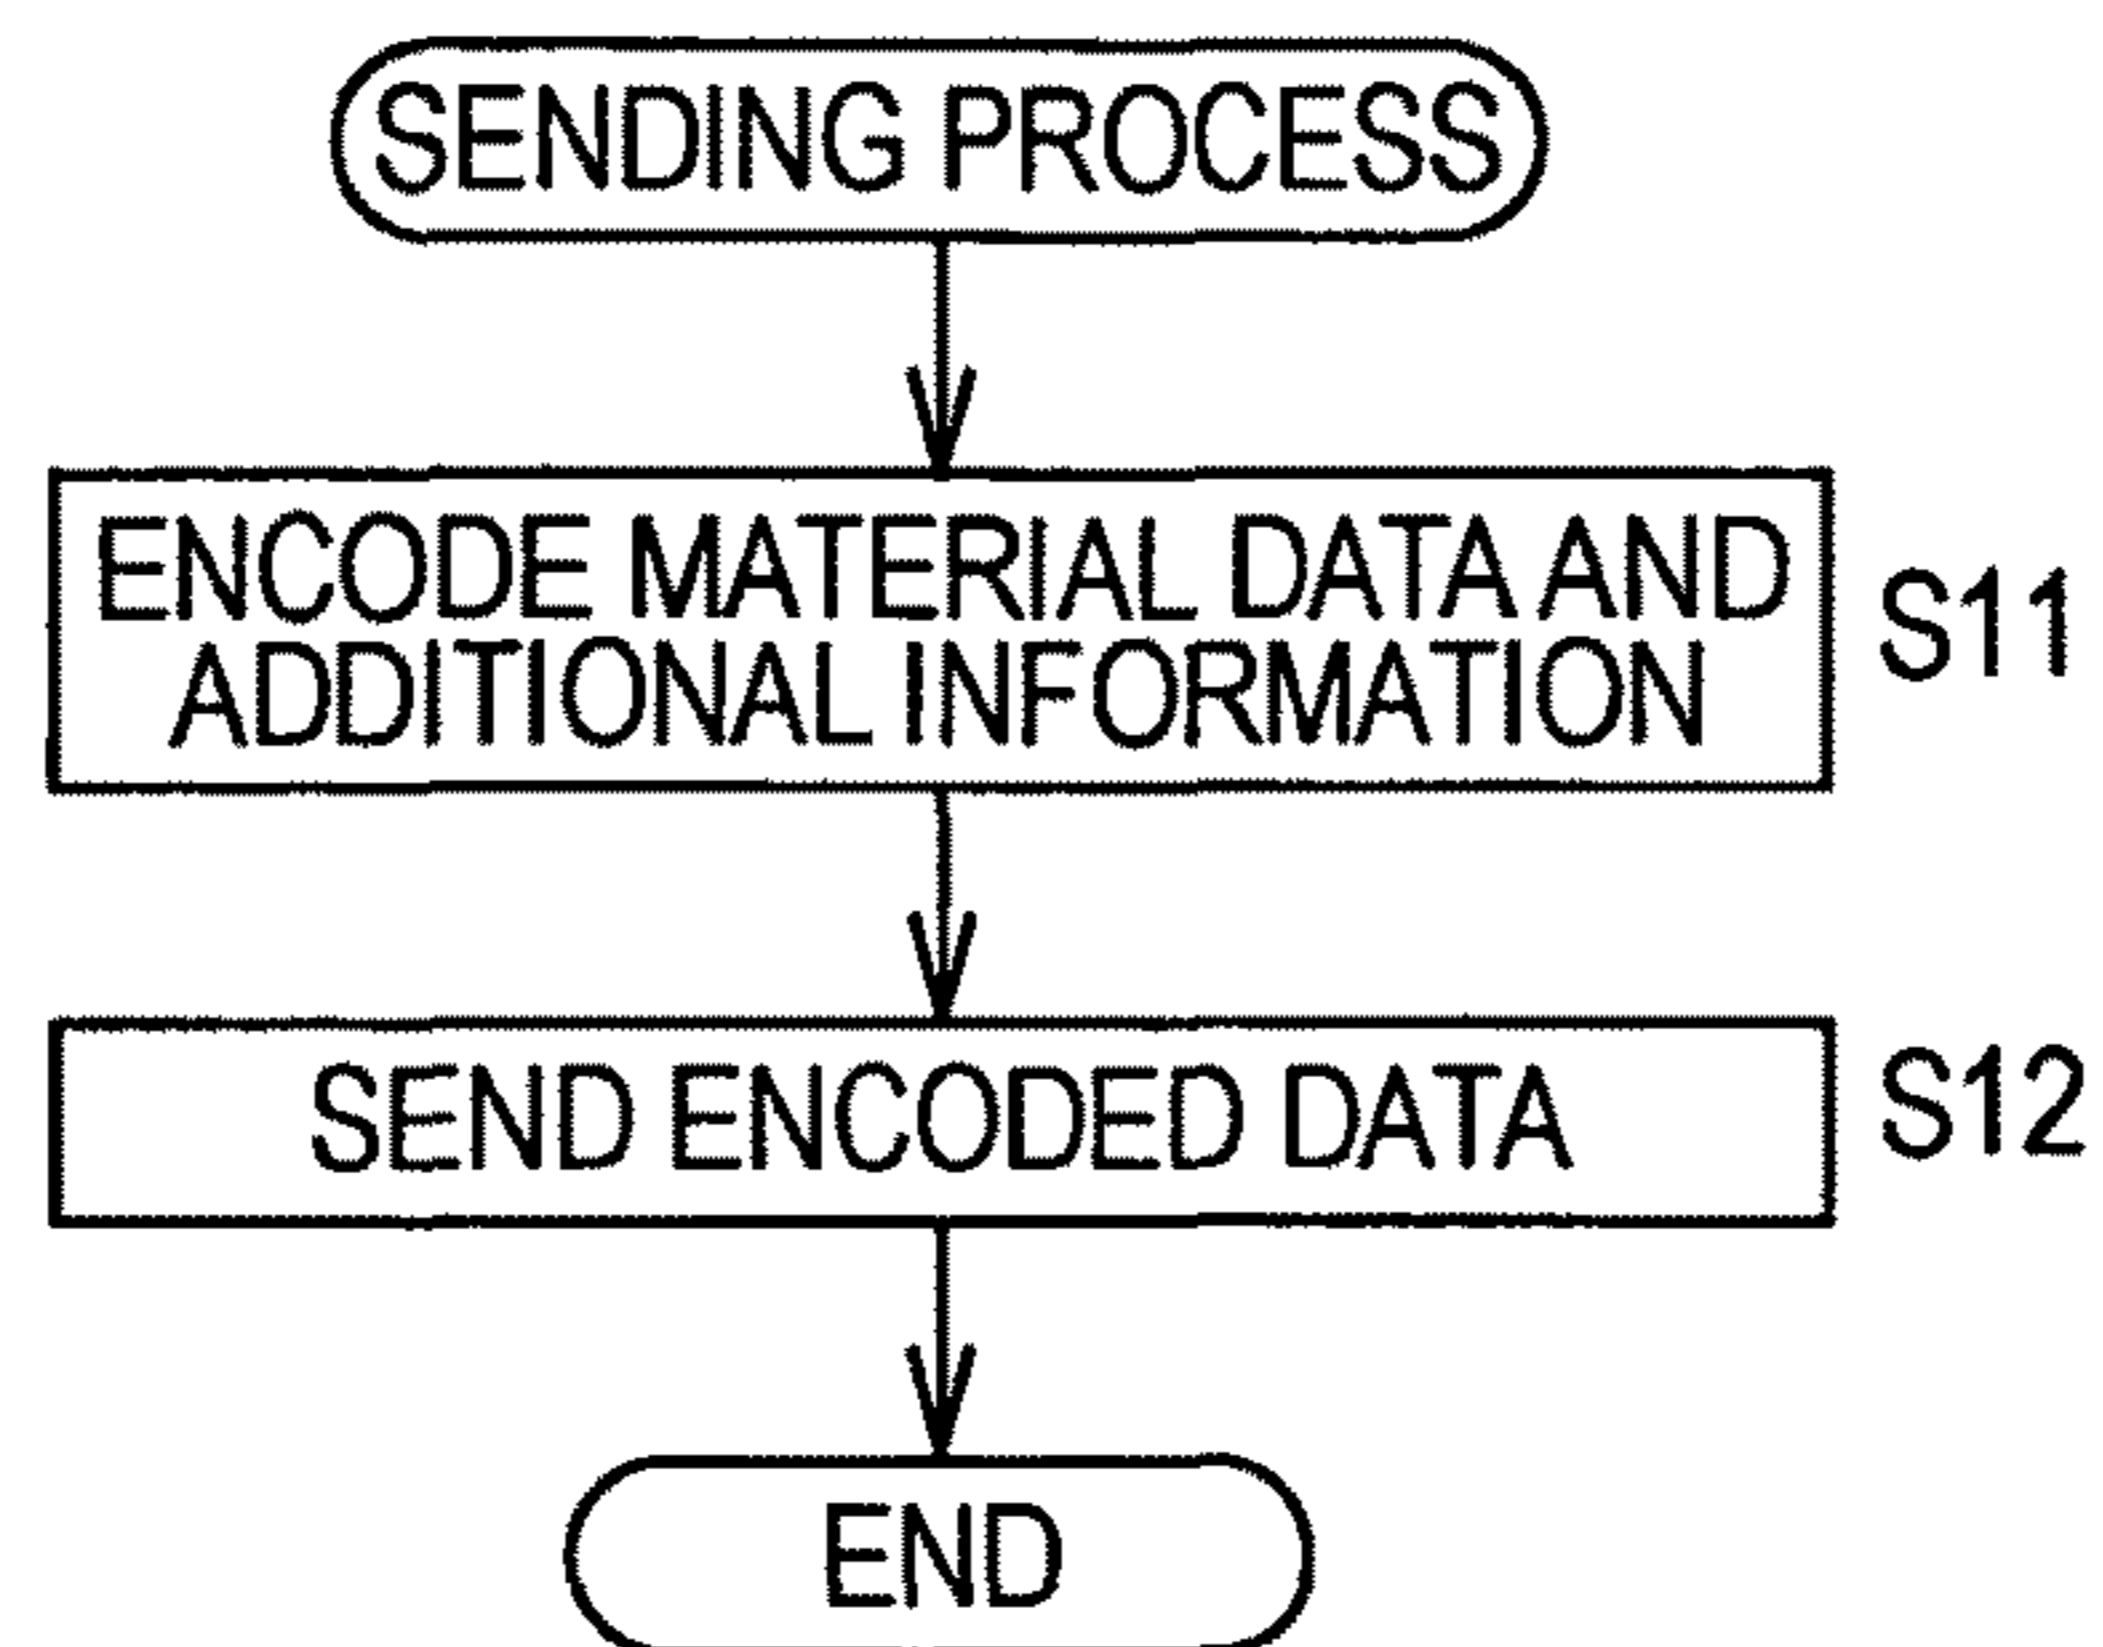 SENDING PROCESS
ENCODE MATERIAL DATA AND
ADDITIONAL INFORMATION
S11
SEND ENCODED DATA
S12
END